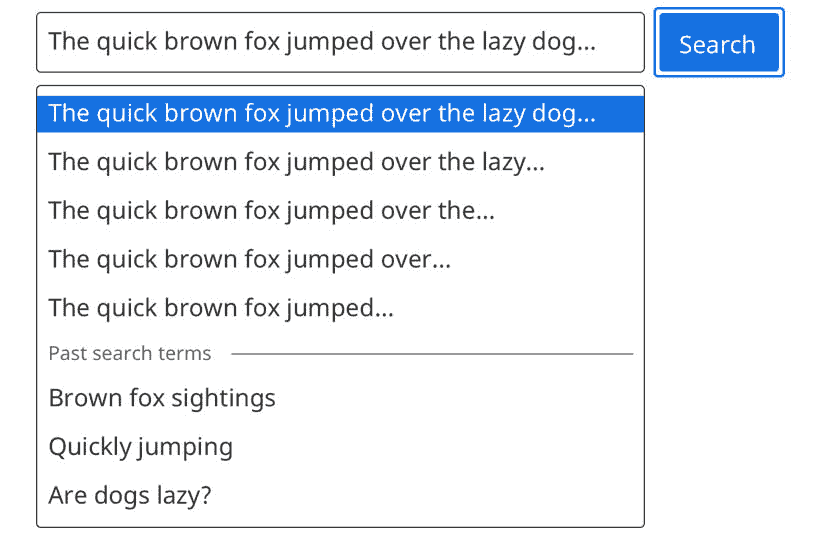 The quick brown fox jumped over the lazy dog...
Search
The quick brown fox jumped over the lazy dog...
The quick brown fox jumped over the lazy...
The quick brown fox jumped over the...
The quick brown fox jumped over...
The quick brown fox jumped...
Past search terms
Brown fox sightings
Quickly jumping
Are dogs lazy?